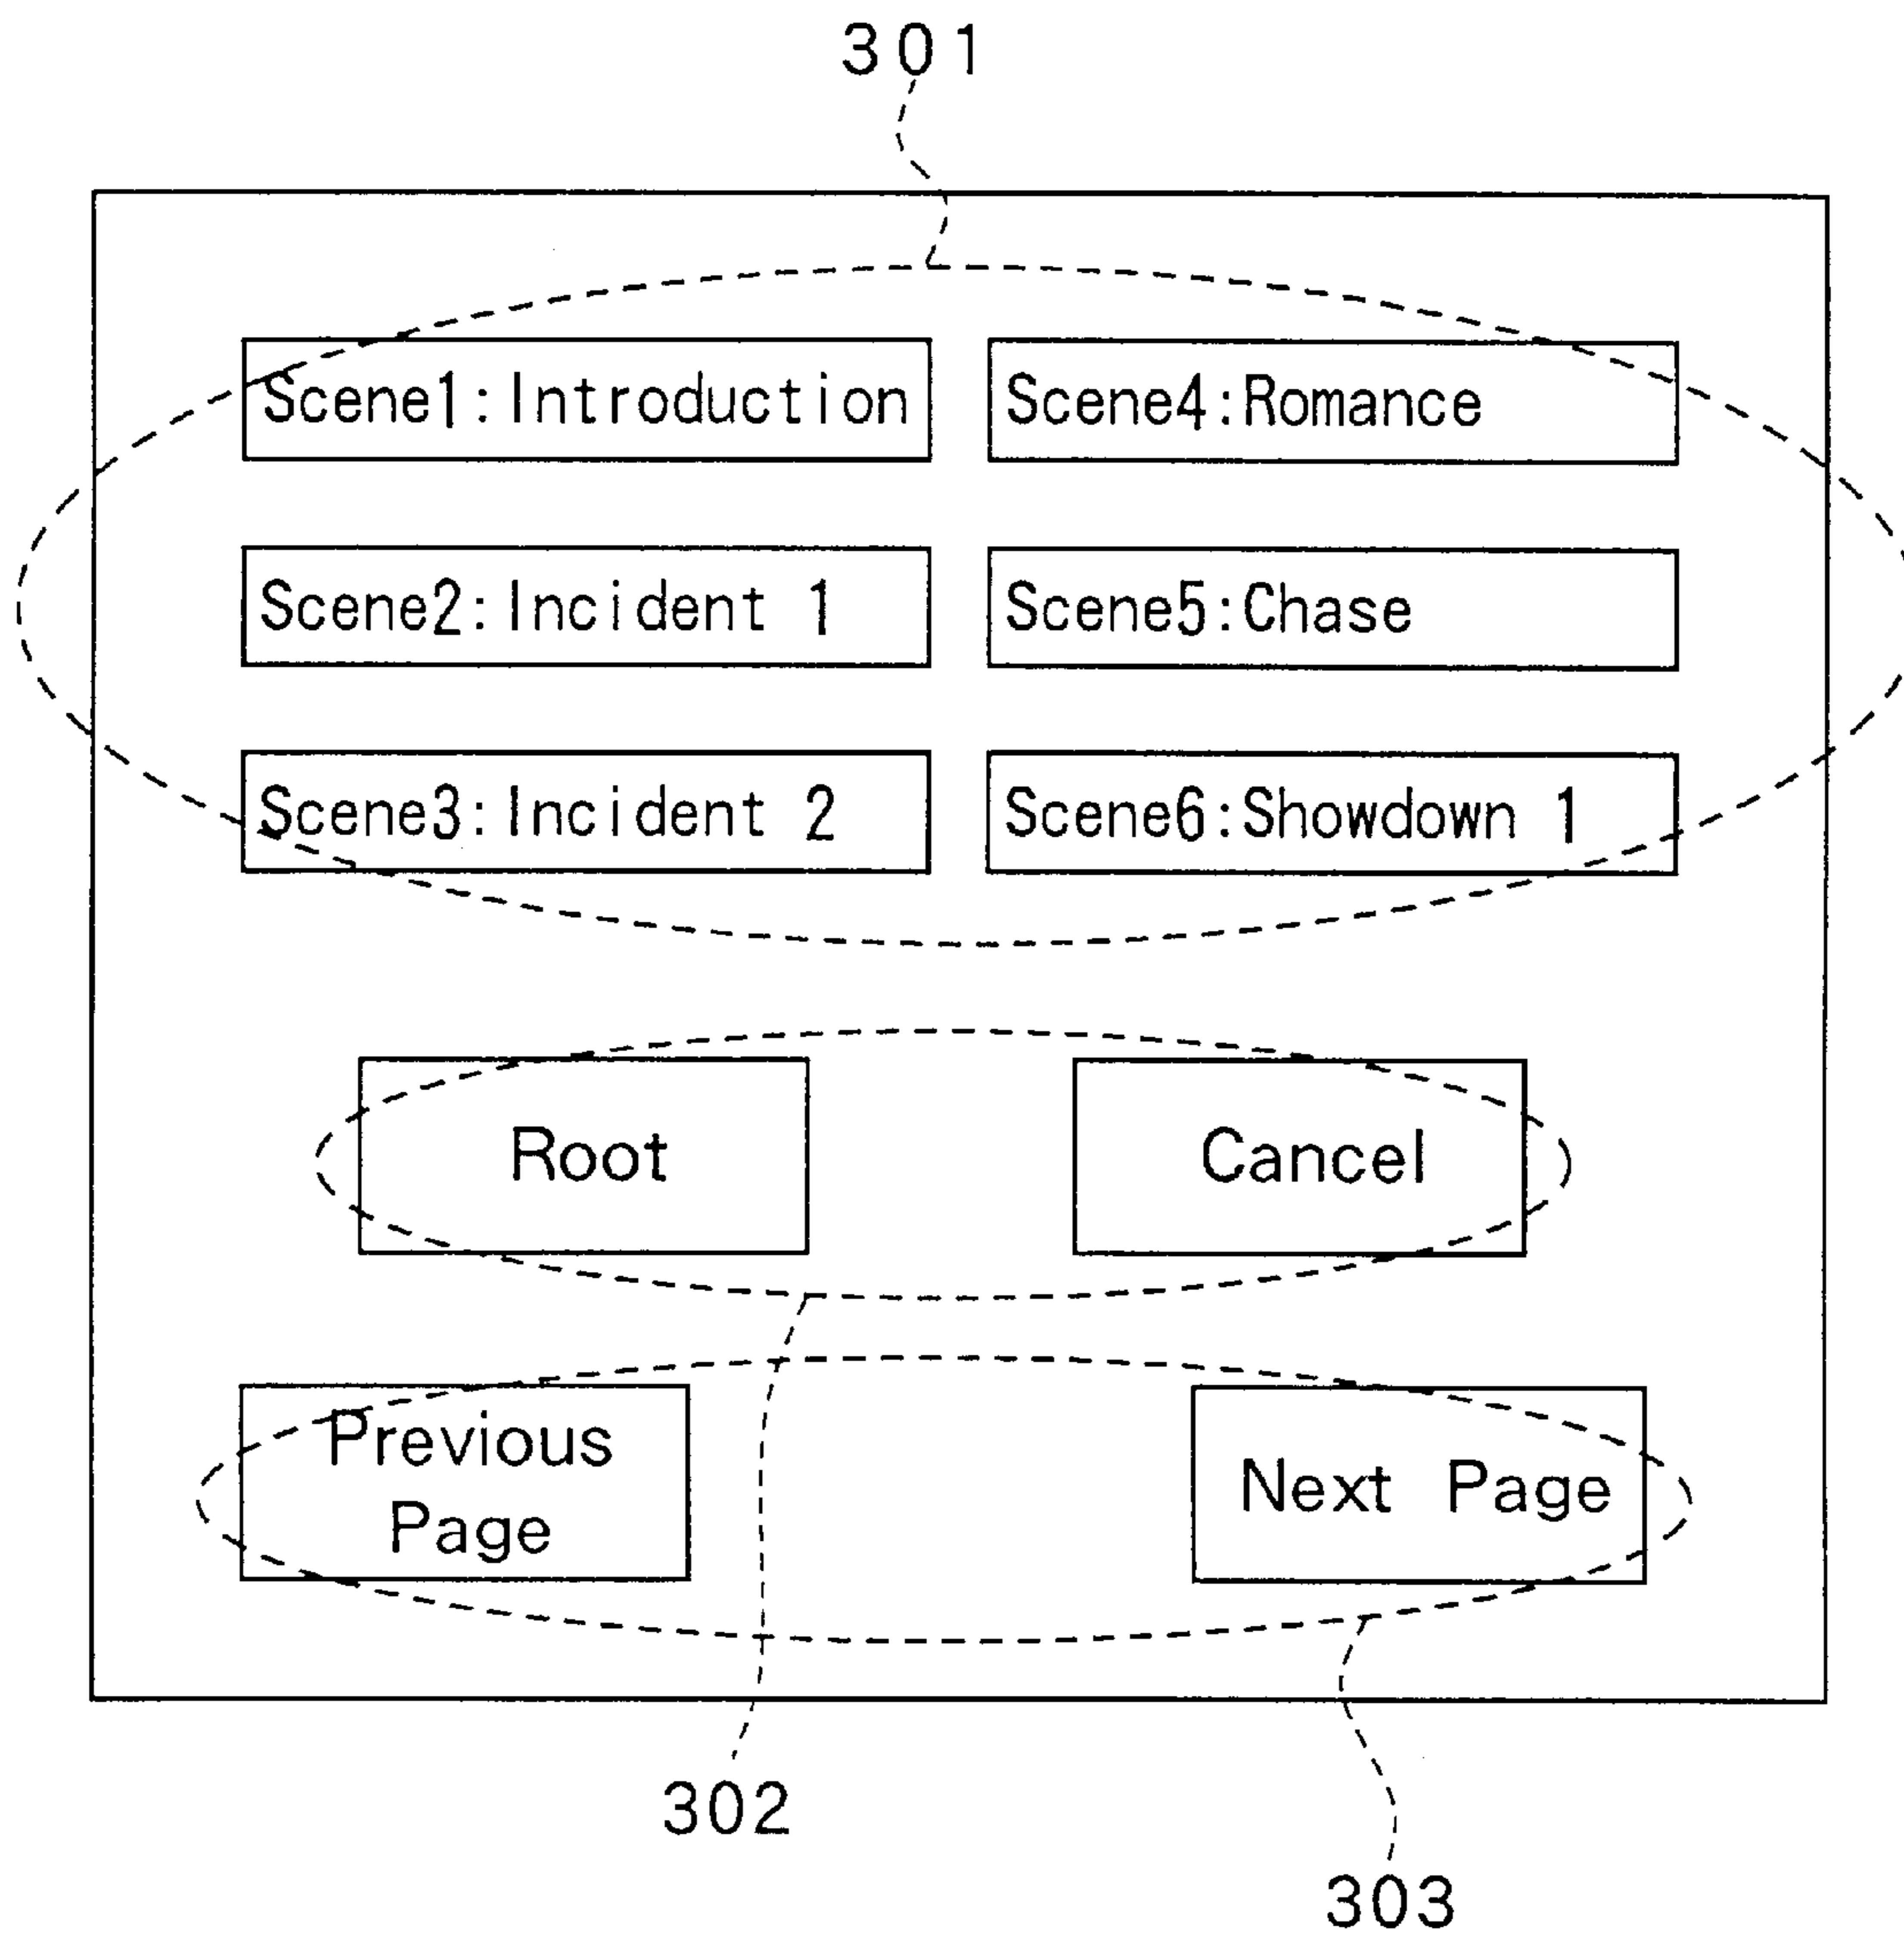 301
Scene1:Introduction
Scene4:Romance
Scene2:Incident 1
Scene5:Chase
Scene3:Incident 2
Scene6:Showdown 1
Root
Cancel
Previous
Page
Next Page
302
303